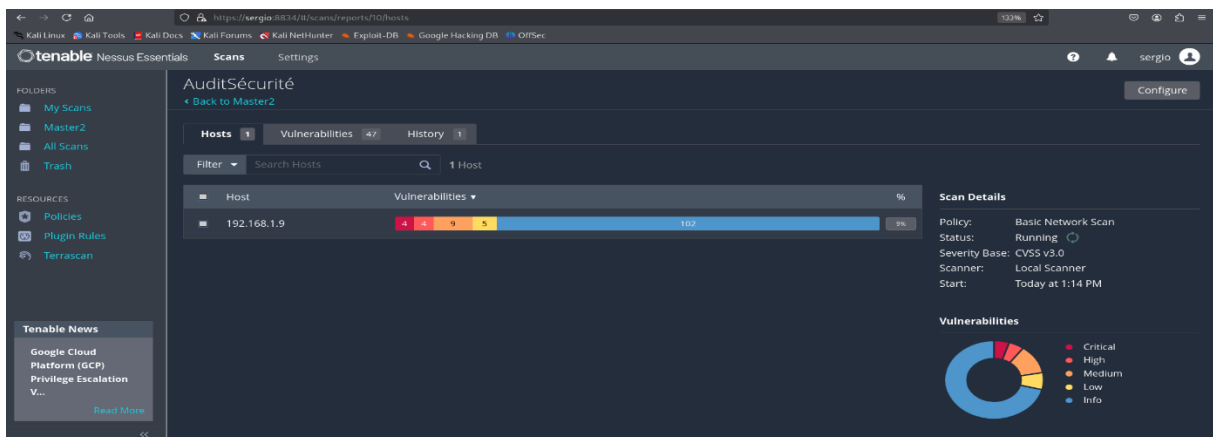 https://sergio:8834/#/scans/reports/10/hosts
133%
Kali Linux Kali Tools Kali Docs Kali Forums Kali NetHunter Exploit-DB Google Hacking DB OffSec
tenable Nessus Essentials Scans Settings
sergio
FOLDERS
My Scans
Master2
All Scans
Trash
RESOURCES
Policies
Plugin Rules
Terrascan
Tenable News
Google Cloud
Platform (GCP)
Privilege Escalation
V...
Read More
AuditSécurité
Back to Master2
Configure
Hosts 1 Vulnerabilities 47 History 1
Filter Search Hosts 1 Host
Host Vulnerabilities %
192.168.1.9 4 4 9 5 102 9%
Scan Details
Policy: Basic Network Scan
Status: Running
Severity Base: CVSS v3.0
Scanner: Local Scanner
Start: Today at 1:14 PM
Vulnerabilities
Critical
High
Medium
Low
Info